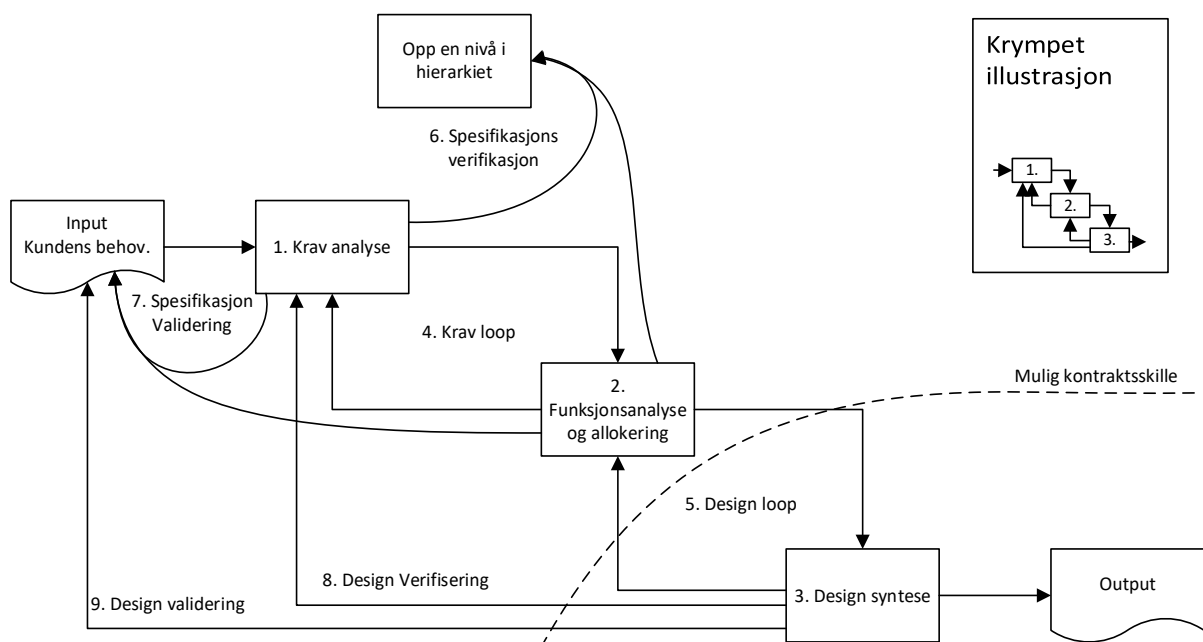 Opp en nivå i
hierarkiet
Krympet
illustrasjon
1.
2.
3.
6. Spesifikasjons
verifikasjon
Input
Kundens behov.
1. Krav analyse
7. Spesifikasjon
Validering
4. Krav loop
2.
Funksjonsanalyse
og allokering
Mulig kontraktsskille
5. Design loop
8. Design Verifisering
9. Design validering
3. Design syntese
Output